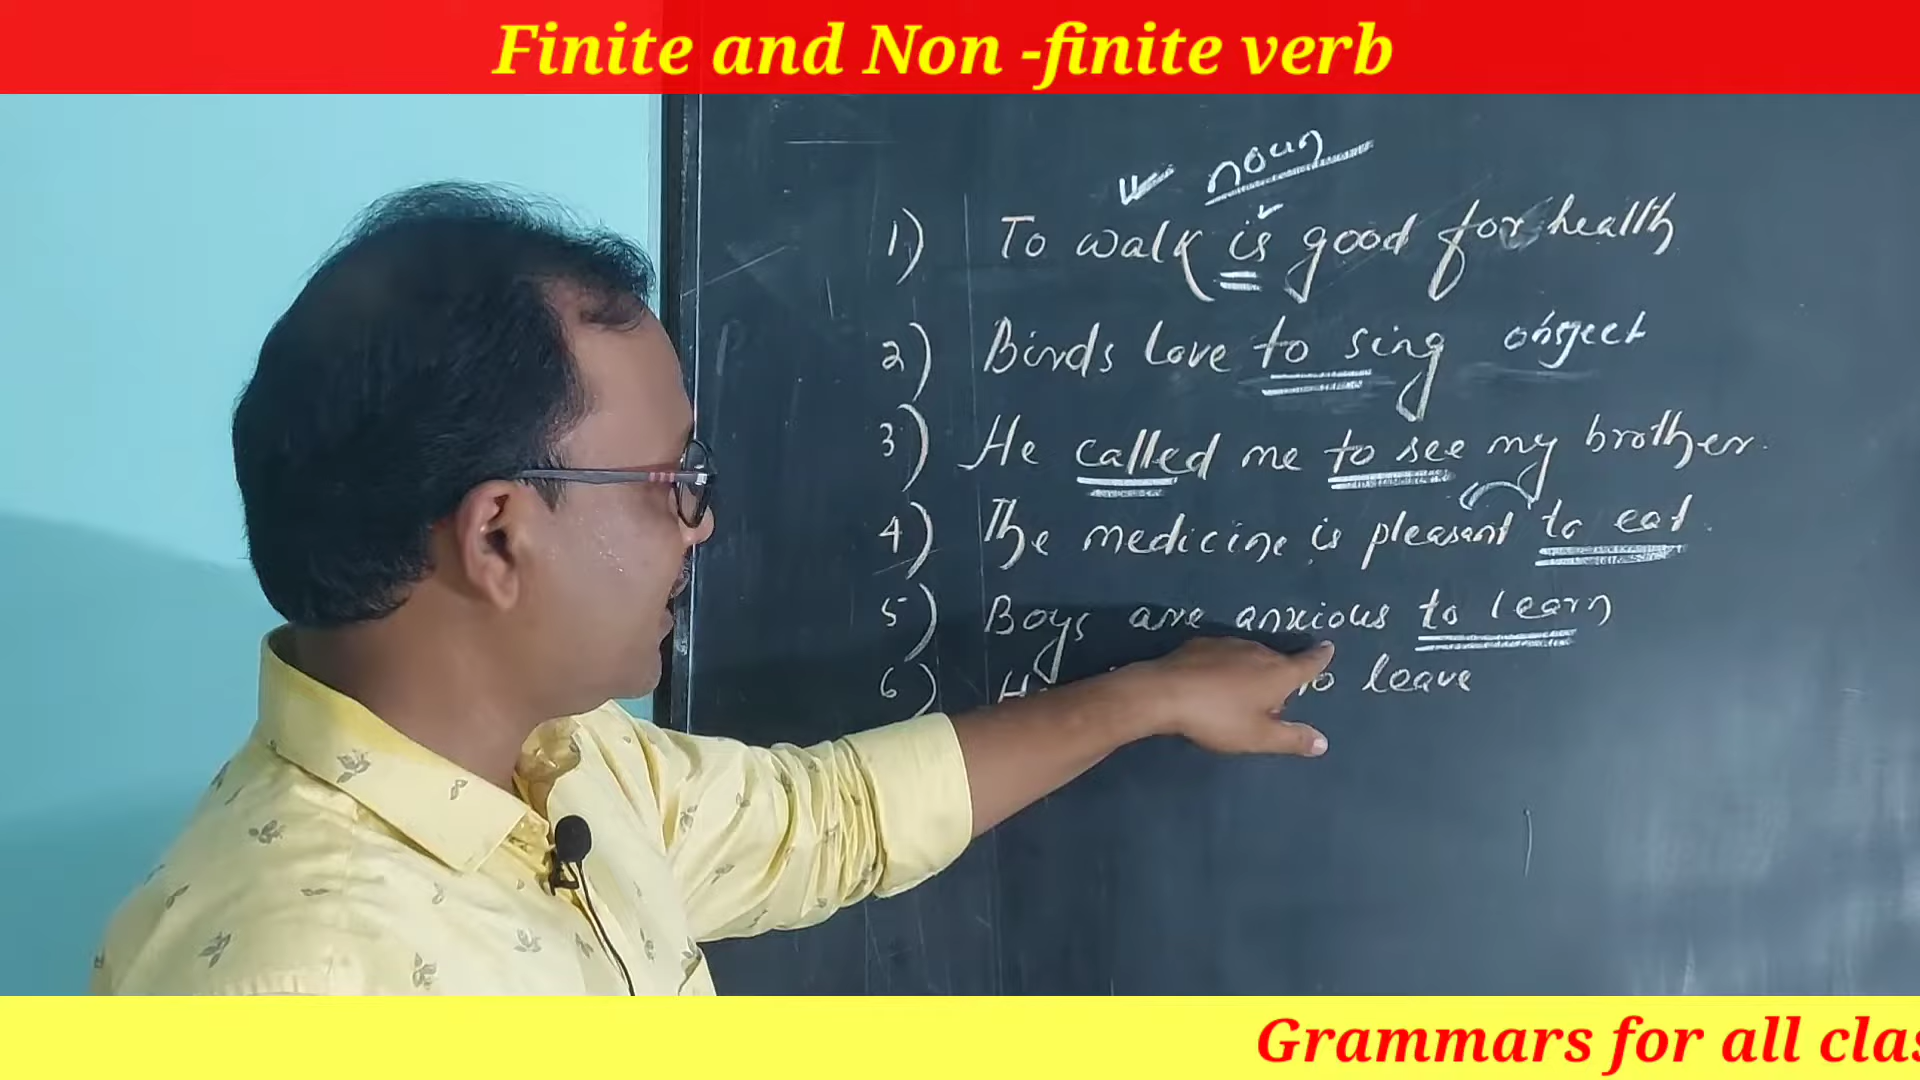 Finite and Non -finite verb
noun
1) To walk is good for health
2) Birds love to sing object
3) He called me to see my brother.
4) The medicine is pleasant to eat.
5) Boys are anxious to learn
6) to leave
Grammars for all clas